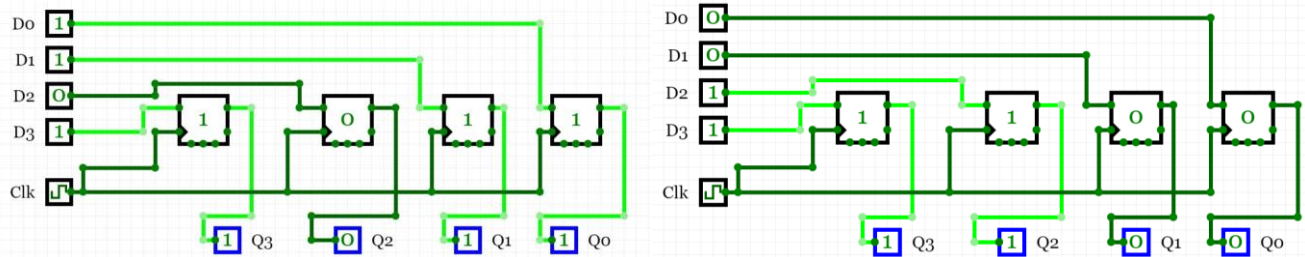 D0 1
D1 1
D2 0
D3 1
1 0 1 1
Clk
1 Q3 0 Q2 1 Q1 1 Q0
D0 0
D1 0
D2 1
D3 1
1 1 0 0
Clk
1 Q3 1 Q2 0 Q1 0 Q0